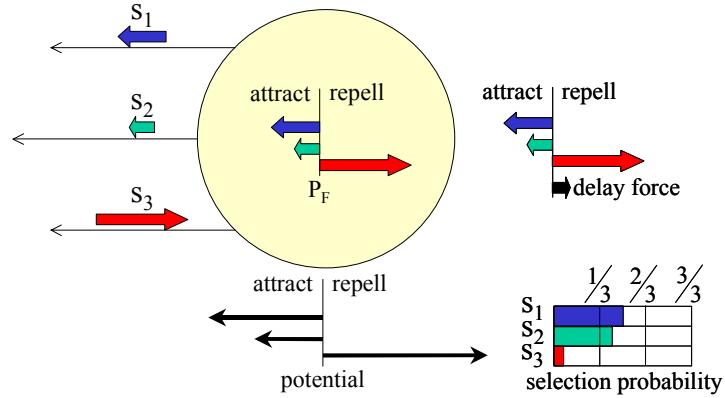 S1
S2
S3
attract repell
PF
attract repell
delay force
attract repell
potential
1/3 2/3 3/3
S1
S2
S3
selection probability